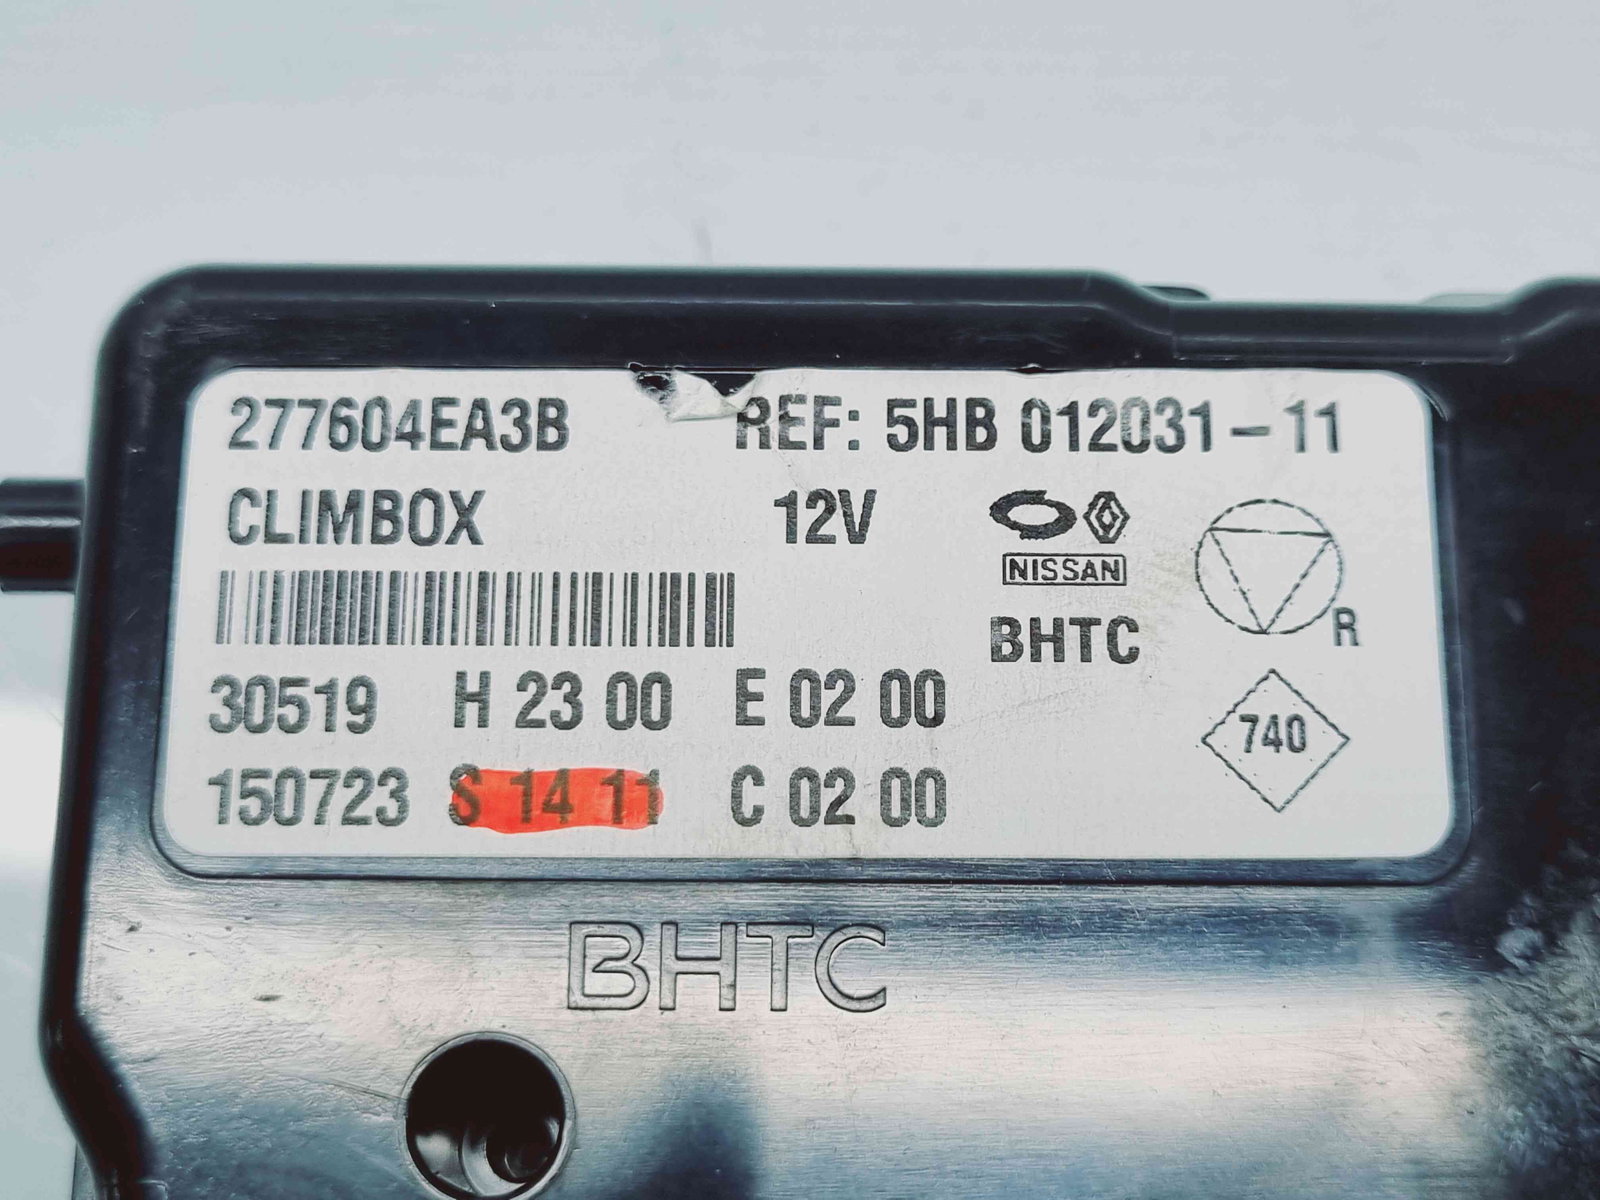 277604EA3B REF: 5HB 012031-11
CLIMBOX 12V
NISSAN
BHTC
R
30519 H 23 00 E 02 00
740
150723 S 14 11 C 02 00
BHTC